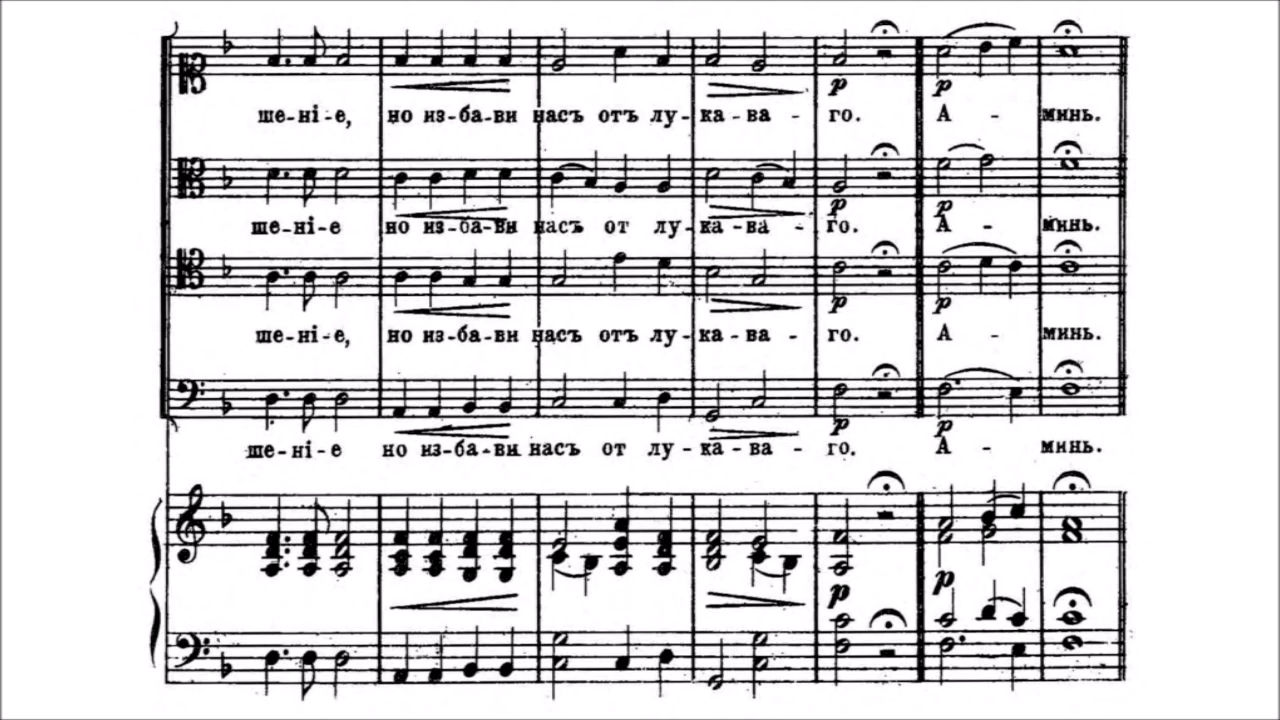 ше-ні-е, но из-ба-ви насъ отъ лу-ка-ва-го. А-минь.
p p
ше-ні-е но из-ба-ви насъ от лу-ка-ва-го. А-минь.
p p
ше-ні-е, но из-ба-ви насъ отъ лу-ка-ва-го. А-минь.
p p
ше-ні-е но из-ба-ви насъ от лу-ка-ва-го. А-минь.
p p
p p